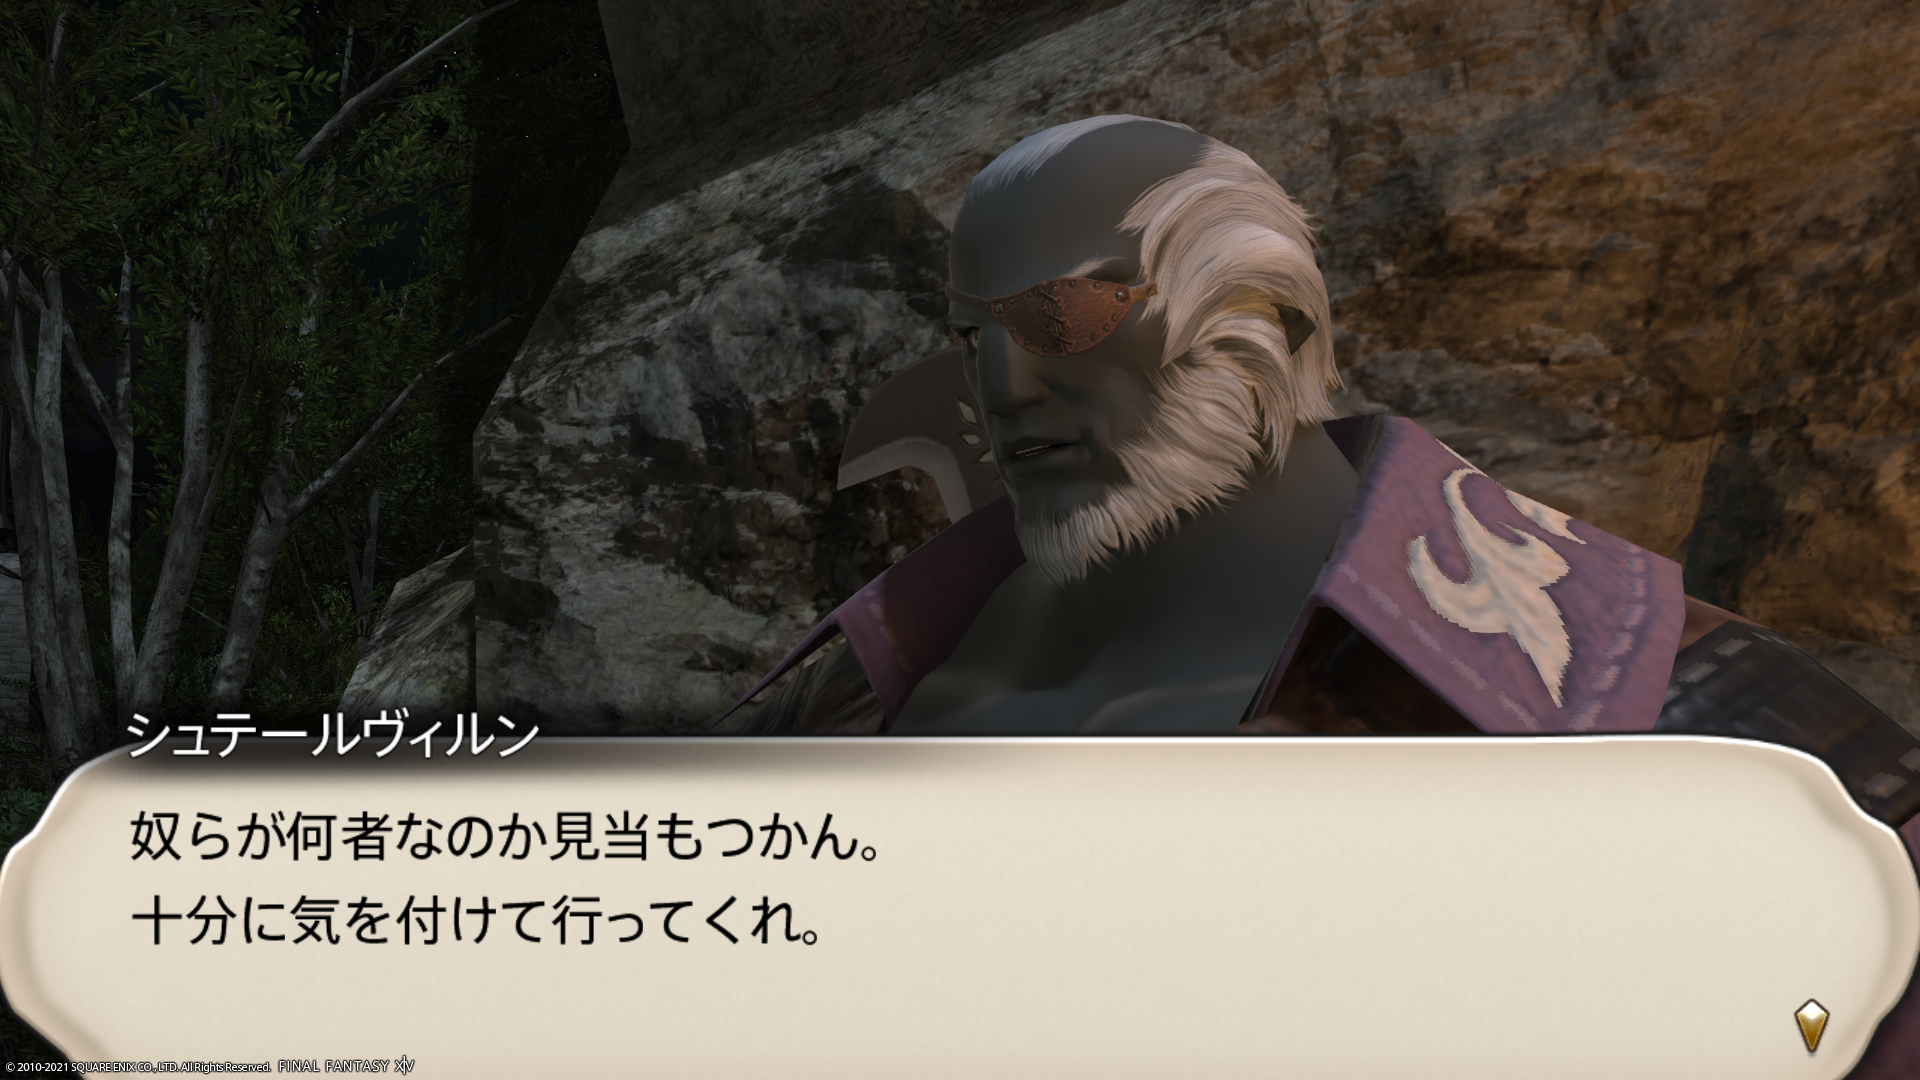 シュテールヴィルン
奴らが何者なのか見当もつかん。
十分に気を付けて行ってくれ。
© 2010-2021 SQUARE ENIX CO., LTD. All Rights Reserved. FINAL FANTASY XIV